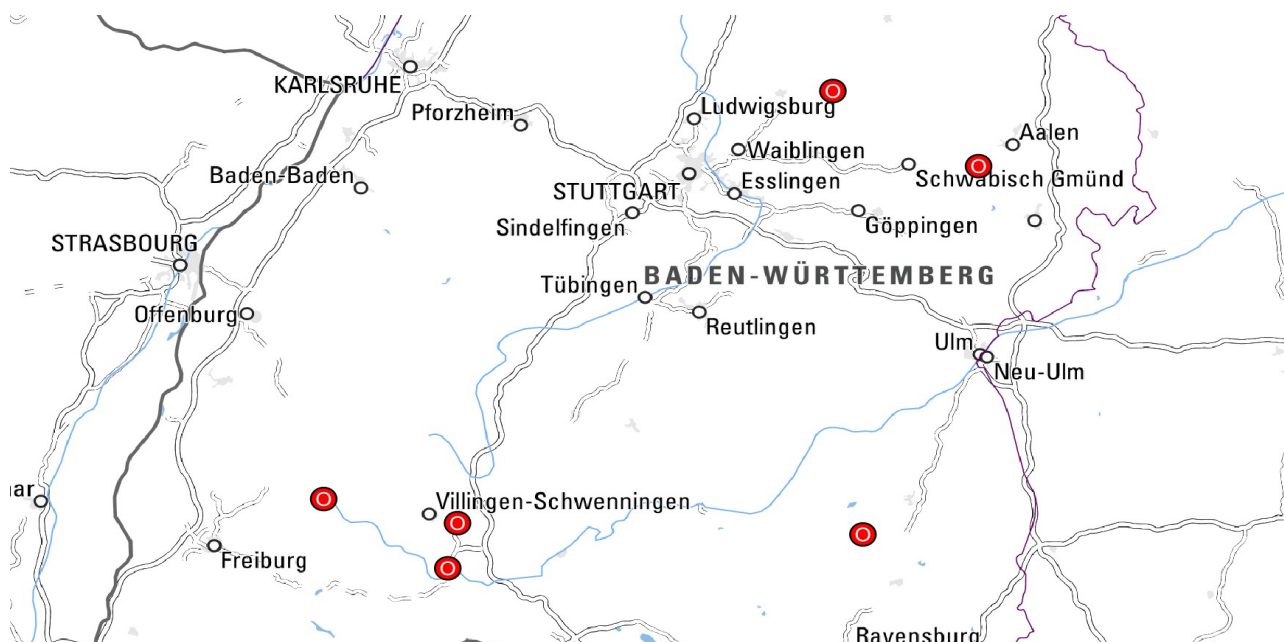 KARLSRUHE
Pforzheim
Ludwigsburg
Aalen
Waiblingen
Baden-Baden
STUTTGART
Esslingen
Schwäbisch Gmünd
Sindelfingen
Göppingen
STRASBOURG
BADEN-WÜRTTEMBERG
Tübingen
Offenburg
Reutlingen
Ulm
Neu-Ulm
ar
Villingen-Schwenningen
Freiburg
Ravensburg